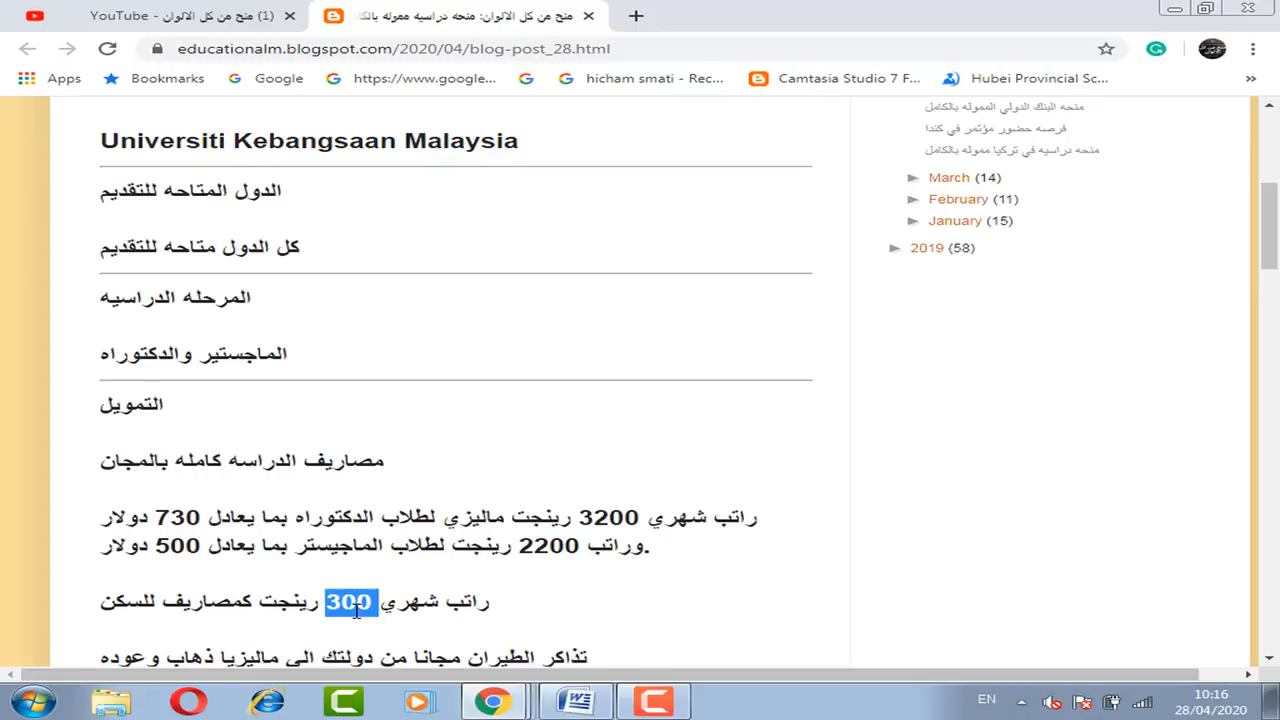 منح من كل الالوان (1) - YouTube
منح من كل الالوان: منحه دراسيه مموله بالكا
educationalm.blogspot.com/2020/04/blog-post_28.html
Apps
Bookmarks
Google
https://www.google...
hicham smati - Rec...
Camtasia Studio 7 F...
Hubei Provincial Sc...
»
Universiti Kebangsaan Malaysia
الدول المتاحه للتقديم
كل الدول متاحه للتقديم
المرحله الدراسيه
الماجستير والدكتوراه
التمويل
مصاريف الدراسه كامله بالمجان
راتب شهري 3200 رينجت ماليزي لطلاب الدكتوراه بما يعادل 730 دولار
وراتب 2200 رينجت لطلاب الماجيستر بما يعادل 500 دولار.
راتب شهري 300 رينجت كمصاريف للسكن
تذاكر الطيران مجانا من دولتك الى ماليزيا ذهاب وعوده
منحه البنك الدولي المموله بالكامل
فرصه حضور مؤتمر في كندا
منحه دراسيه في تركيا مموله بالكامل
► March (14)
► February (11)
► January (15)
► 2019 (58)
EN
10:16
28/04/2020